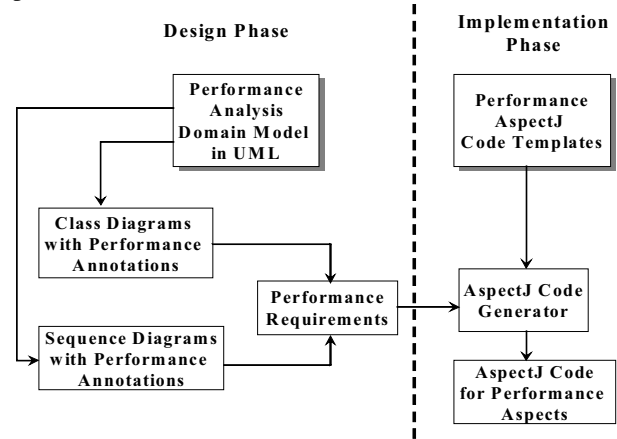 Design Phase
Implementation
Phase
Performance
Analysis
Domain Model
in UML
Performance
AspectJ
Code Templates
Class Diagrams
with Performance
Annotations
Performance
Requirements
AspectJ Code
Generator
Sequence Diagrams
with Performance
Annotations
AspectJ Code
for Performance
Aspects